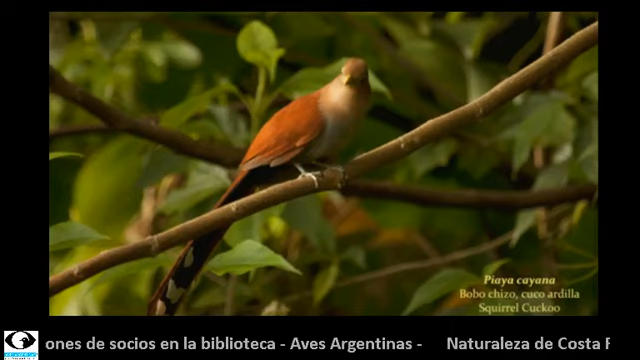 Piaya cayana
Bobo chizo, cuco ardilla
Squirrel Cuckoo
ones de socios en la biblioteca - Aves Argentinas - Naturaleza de Costa R